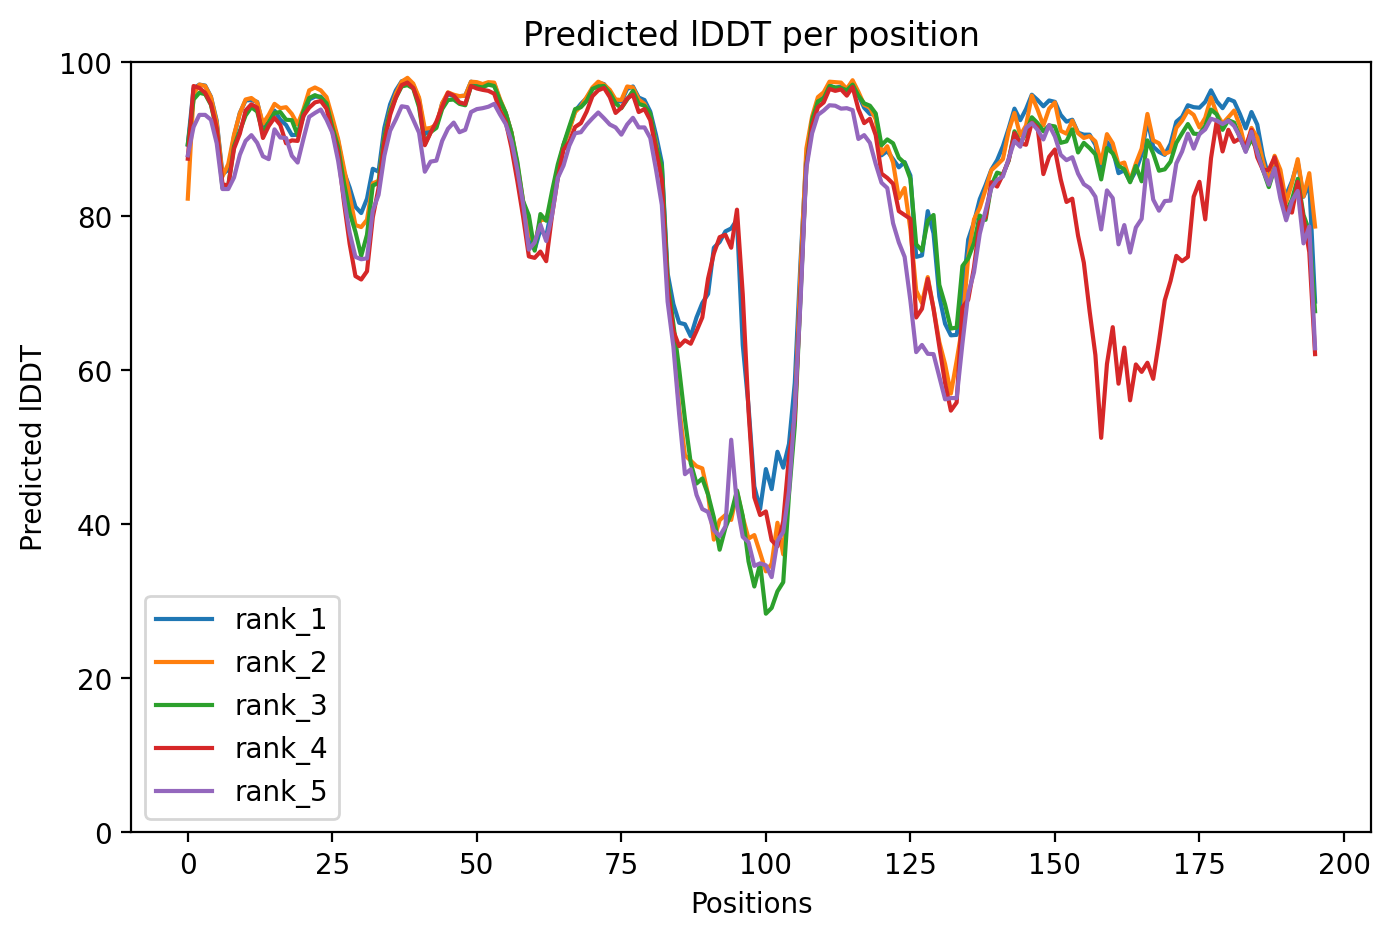 Predicted lDDT per position
100
80
60
40
20
0
Predicted lDDT
rank_1
rank_2
rank_3
rank_4
rank_5
0 25 50 75 100 125 150 175 200
Positions